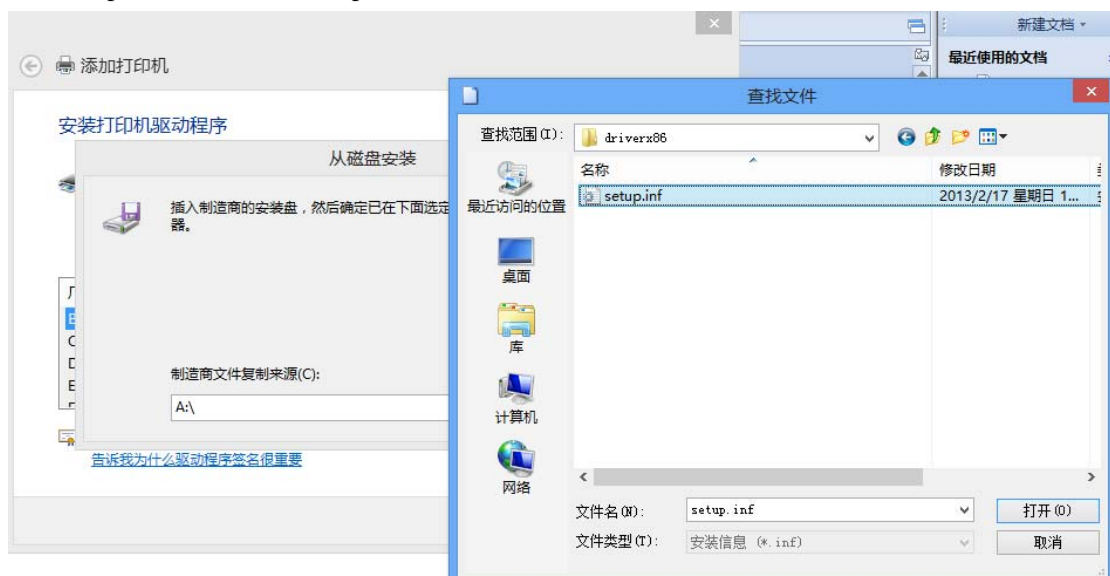 新建文档
最近使用的文档
添加打印机
安装打印机驱动程序
从磁盘安装
插入制造商的安装盘，然后确定已在下面选定
器。
制造商文件复制来源(C):
A:\
告诉我为什么驱动程序签名很重要
查找文件
查找范围(I):
driverx86
名称
修改日期
setup.inf
2013/2/17 星期日 1...
最近访问的位置
桌面
库
计算机
网络
文件名(N):
setup.inf
打开(O)
文件类型(T):
安装信息 (*.inf)
取消